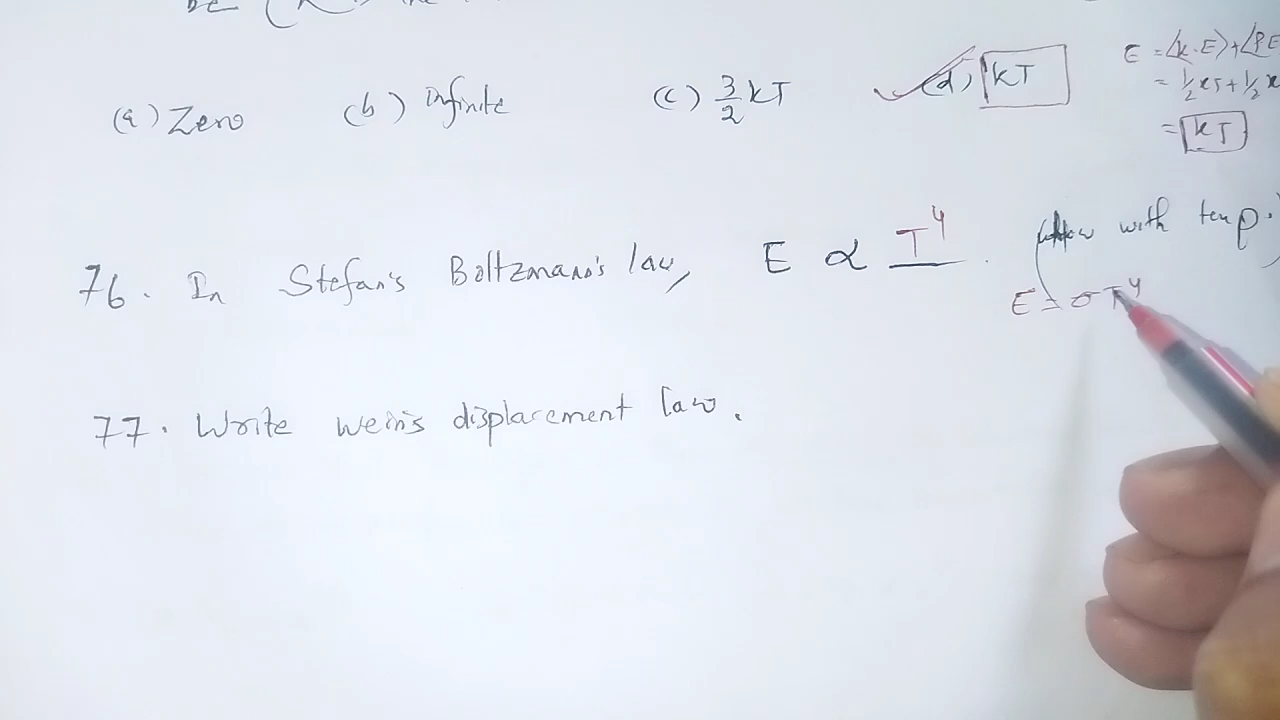 (a) Zero (b) Infinite (c) 3/2 kT (d) kT
E = ⟨K.E⟩ + ⟨P.E
= 1/2 kT + 1/2 k
= kT
76. In Stefan's Boltzmann's law, E ∝ T⁴. with temp.)
E = σT⁴
77. Write wein's displacement law.